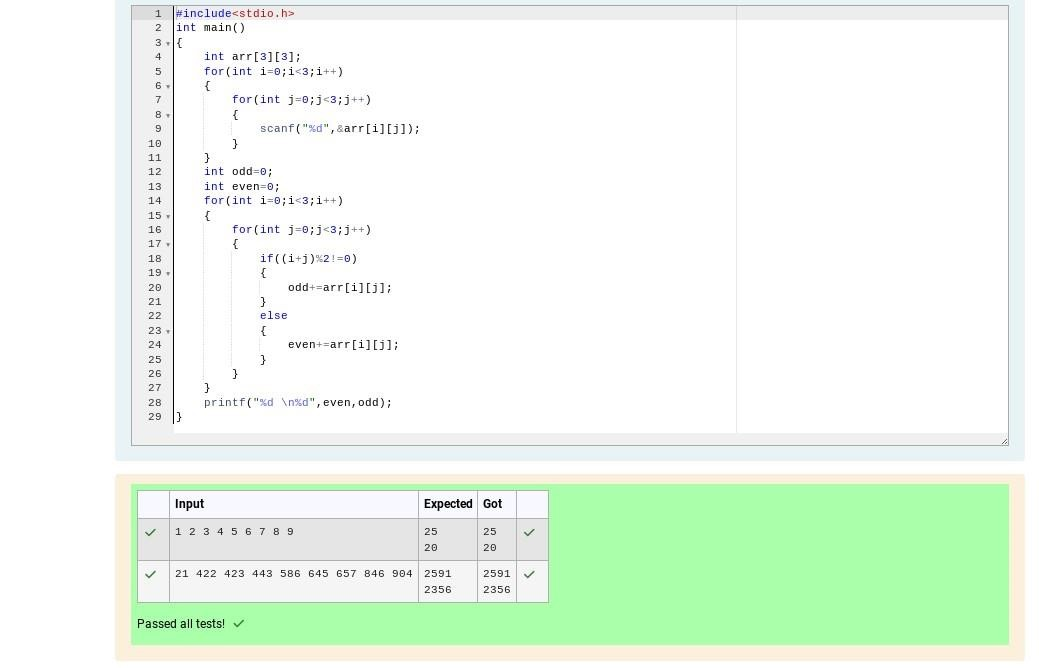 1 #include<stdio.h>
2 int main()
3 {
4     int arr[3][3];
5     for(int i=0;i<3;i++)
6     {
7         for(int j=0;j<3;j++)
8         {
9             scanf("%d",&arr[i][j]);
10         }
11     }
12     int odd=0;
13     int even=0;
14     for(int i=0;i<3;i++)
15     {
16         for(int j=0;j<3;j++)
17         {
18             if((i+j)%2!=0)
19             {
20                 odd+=arr[i][j];
21             }
22             else
23             {
24                 even+=arr[i][j];
25             }
26         }
27     }
28     printf("%d \n%d",even,odd);
29 }
Input Expected Got
1 2 3 4 5 6 7 8 9 25 25
20 20
21 422 423 443 586 645 657 846 904 2591 2591
2356 2356
Passed all tests!